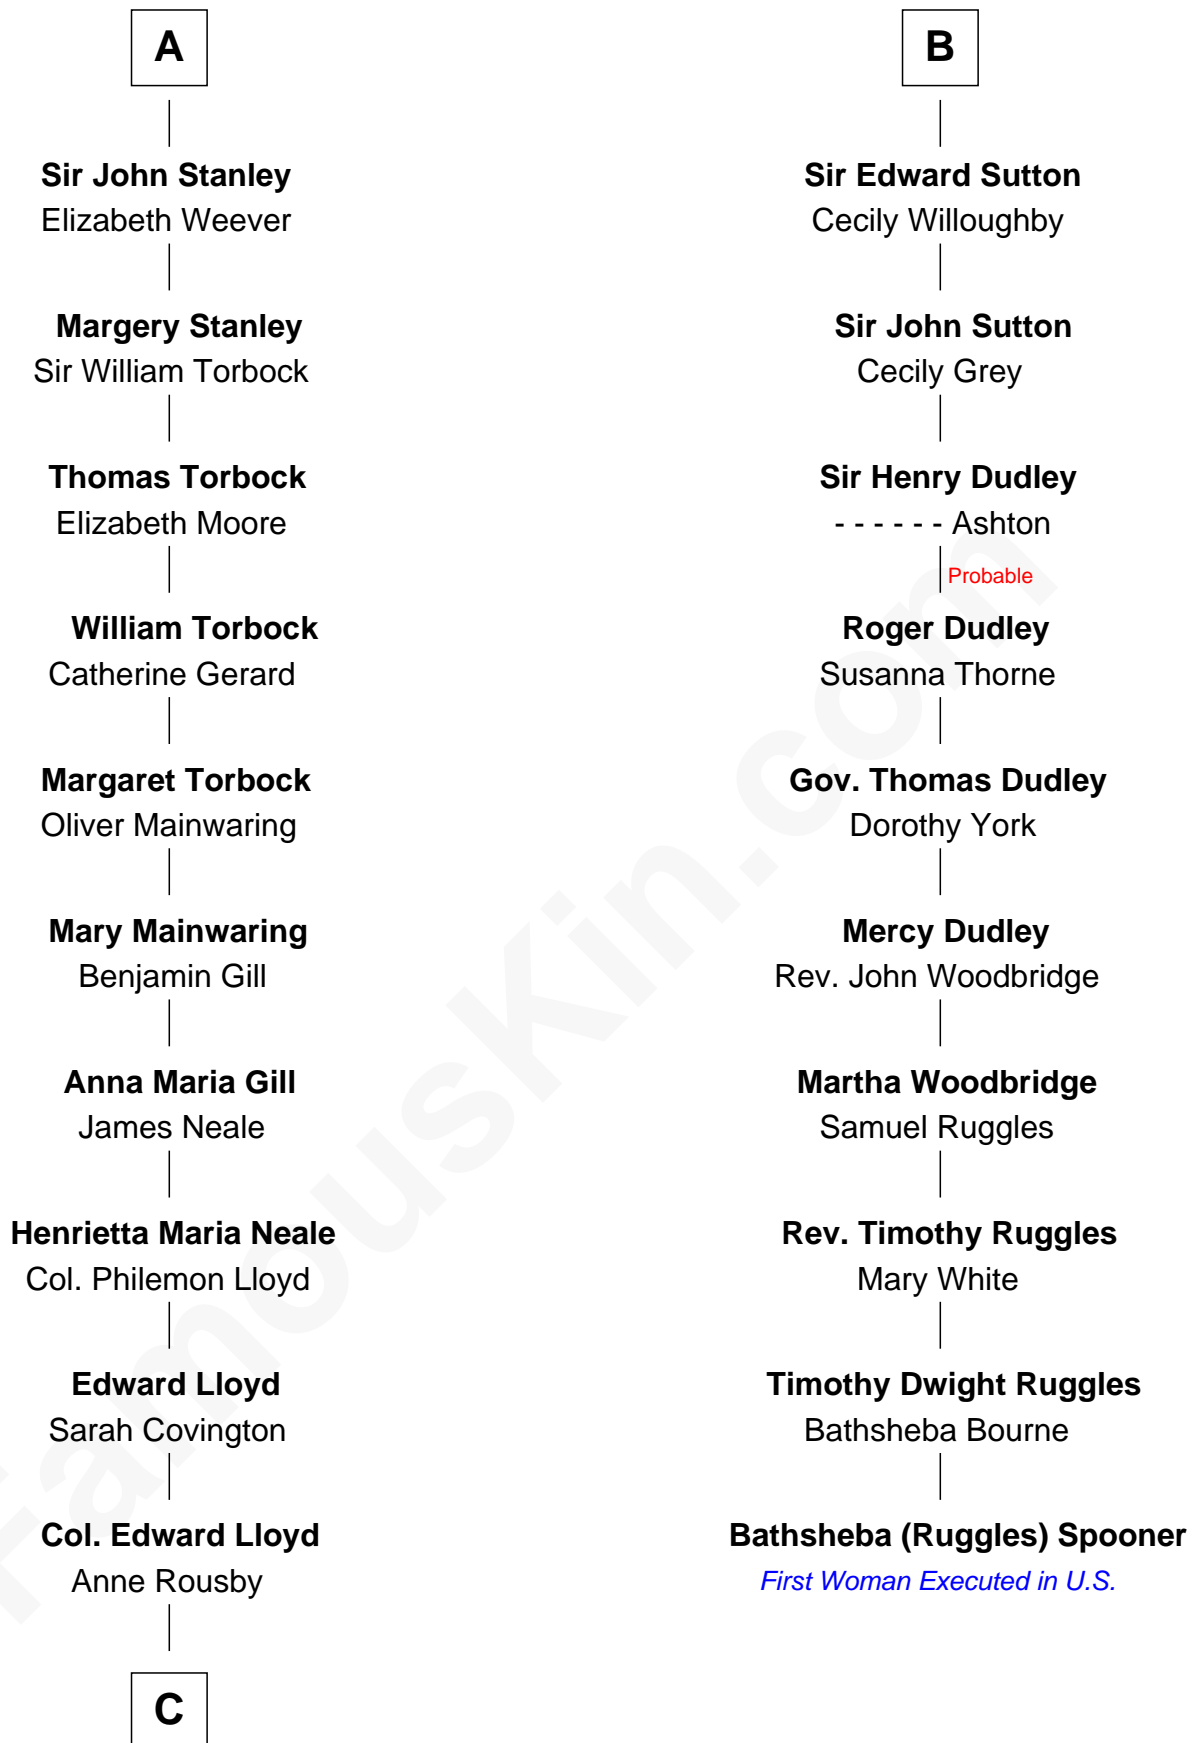 A
Sir John Stanley
Elizabeth Weever
Margery Stanley
Sir William Torbock
Thomas Torbock
Elizabeth Moore
William Torbock
Catherine Gerard
Margaret Torbock
Oliver Mainwaring
Mary Mainwaring
Benjamin Gill
Anna Maria Gill
James Neale
Henrietta Maria Neale
Col. Philemon Lloyd
Edward Lloyd
Sarah Covington
Col. Edward Lloyd
Anne Rousby
C
B
Sir Edward Sutton
Cecily Willoughby
Sir John Sutton
Cecily Grey
Sir Henry Dudley
- - - - - - Ashton
Probable
Roger Dudley
Susanna Thorne
Gov. Thomas Dudley
Dorothy York
Mercy Dudley
Rev. John Woodbridge
Martha Woodbridge
Samuel Ruggles
Rev. Timothy Ruggles
Mary White
Timothy Dwight Ruggles
Bathsheba Bourne
Bathsheba (Ruggles) Spooner
First Woman Executed in U.S.
FamousKin.com